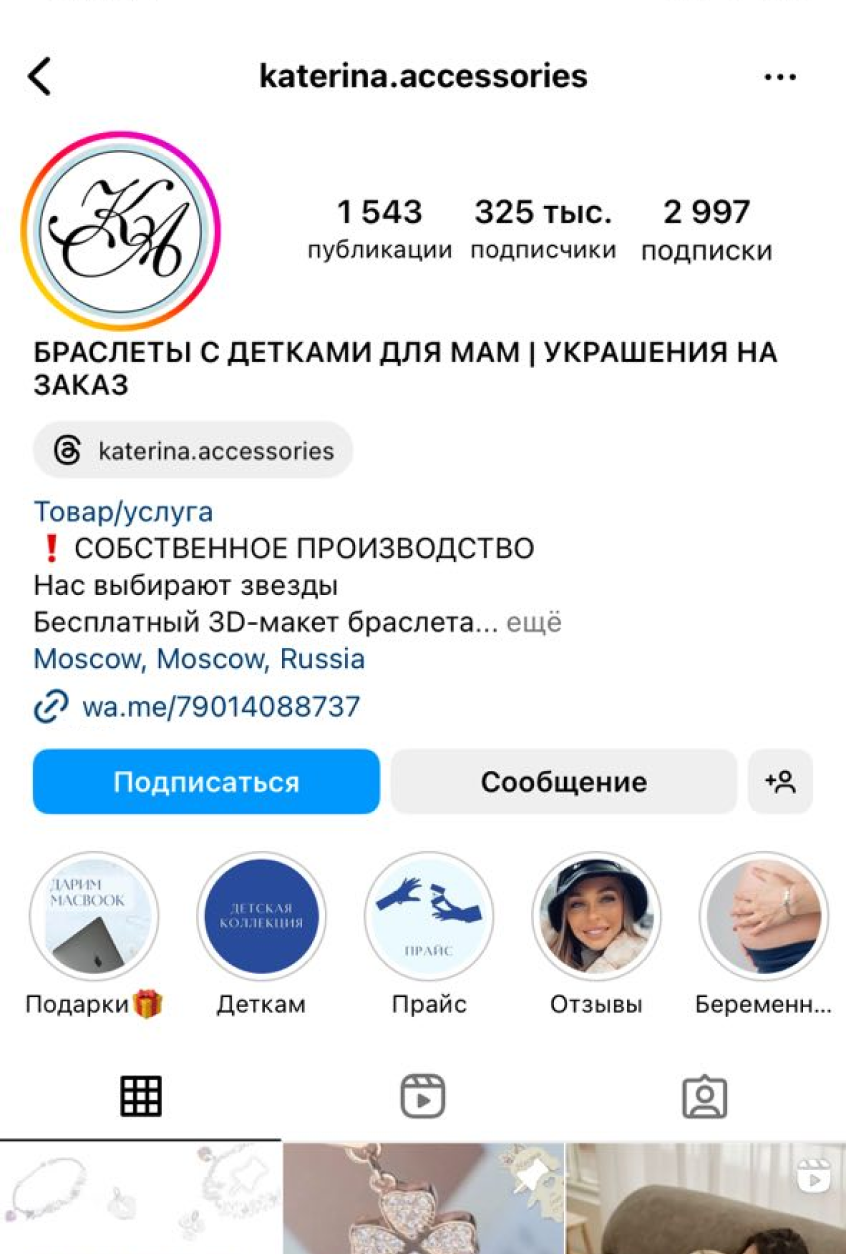 katerina.accessories
KA
1 543 325 тыс. 2 997
публикации подписчики подписки
БРАСЛЕТЫ С ДЕТКАМИ ДЛЯ МАМ | УКРАШЕНИЯ НА
ЗАКАЗ
katerina.accessories
Товар/услуга
❗ СОБСТВЕННОЕ ПРОИЗВОДСТВО
Нас выбирают звезды
Бесплатный 3D-макет браслета... ещё
Moscow, Moscow, Russia
wa.me/79014088737
Подписаться Сообщение
ДАРИМ
MACBOOK
ДЕТСКАЯ
КОЛЛЕКЦИЯ
ПРАЙС
Подарки🎁 Деткам Прайс Отзывы Беременн...